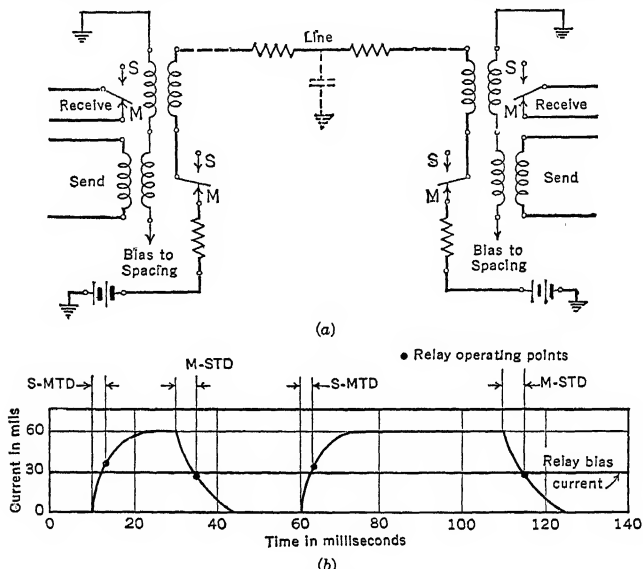 Line
S
M
Receive
Send
Bias to
Spacing
S
M
S
M
Receive
Send
Bias to
Spacing
S
M
(a)
● Relay operating points
S-MTD
M-STD
S-MTD
M-STD
Current in mils
60
30
0
Relay bias
current
0
20
40
60
80
100
120
140
Time in milliseconds
(b)